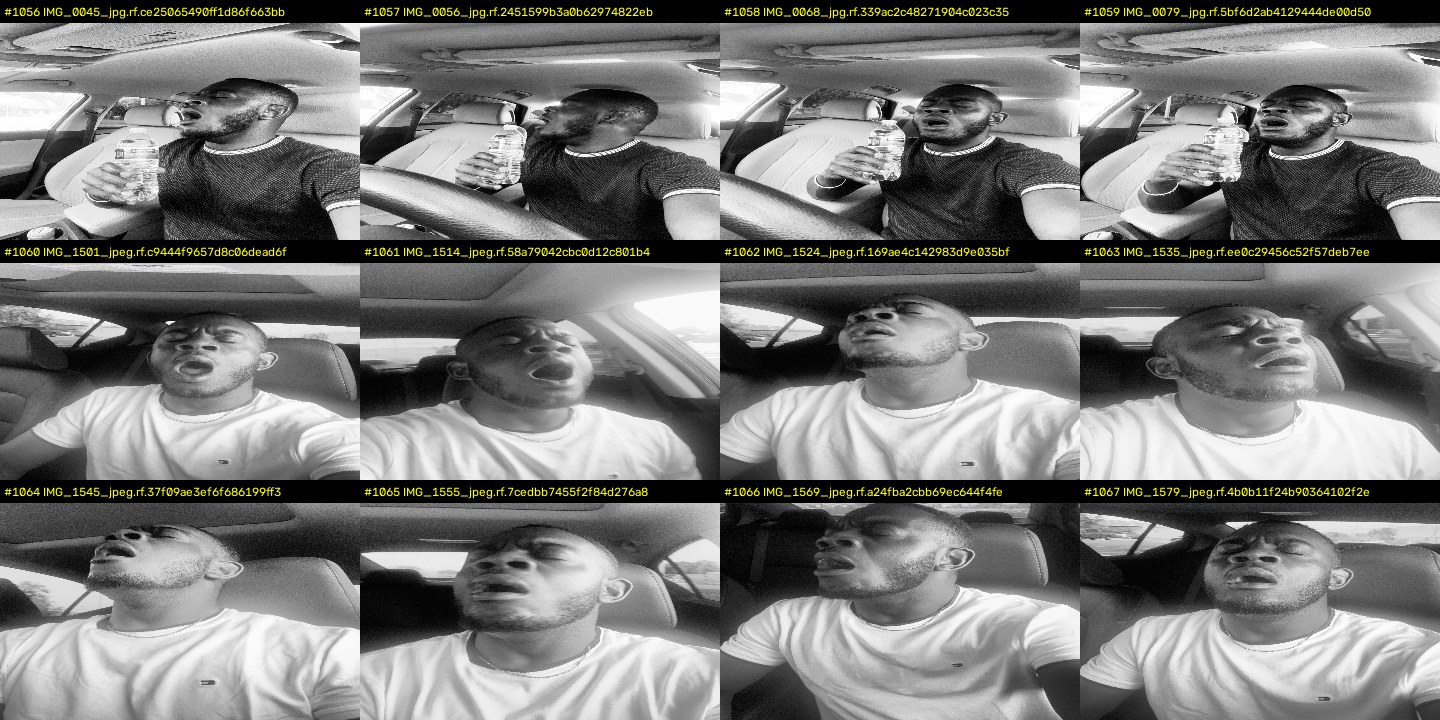 #1056 IMG_0045_jpg.rf.ce25065490ff1d86f663bb
#1057 IMG_0056_jpg.rf.2451599b3a0b62974822eb
#1058 IMG_0068_jpg.rf.339ac2c48271904c023c35
#1059 IMG_0079_jpg.rf.5bf6d2ab4129444de00d50
#1060 IMG_1501_jpeg.rf.c9444f9657d8c06dead6f
#1061 IMG_1514_jpeg.rf.58a79042cbc0d12c801b4
#1062 IMG_1524_jpeg.rf.169ae4c142983d9e035bf
#1063 IMG_1535_jpeg.rf.ee0c29456c52f57deb7ee
#1064 IMG_1545_jpeg.rf.37f09ae3ef6f686199ff3
#1065 IMG_1555_jpeg.rf.7cedbb7455f2f84d276a8
#1066 IMG_1569_jpeg.rf.a24fba2cbb69ec644f4fe
#1067 IMG_1579_jpeg.rf.4b0b11f24b90364102f2e